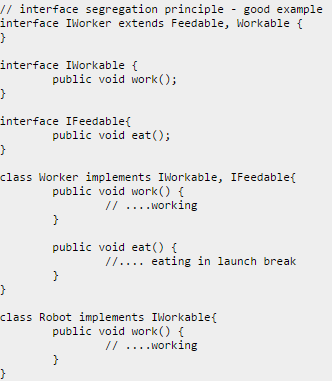 // interface segregation principle - good example
interface IWorker extends Feedable, Workable {
}

interface IWorkable {
        public void work();
}

interface IFeedable{
        public void eat();
}

class Worker implements IWorkable, IFeedable{
        public void work() {
                // ....working
        }

        public void eat() {
                //.... eating in launch break
        }
}

class Robot implements IWorkable{
        public void work() {
                // ....working
        }
}